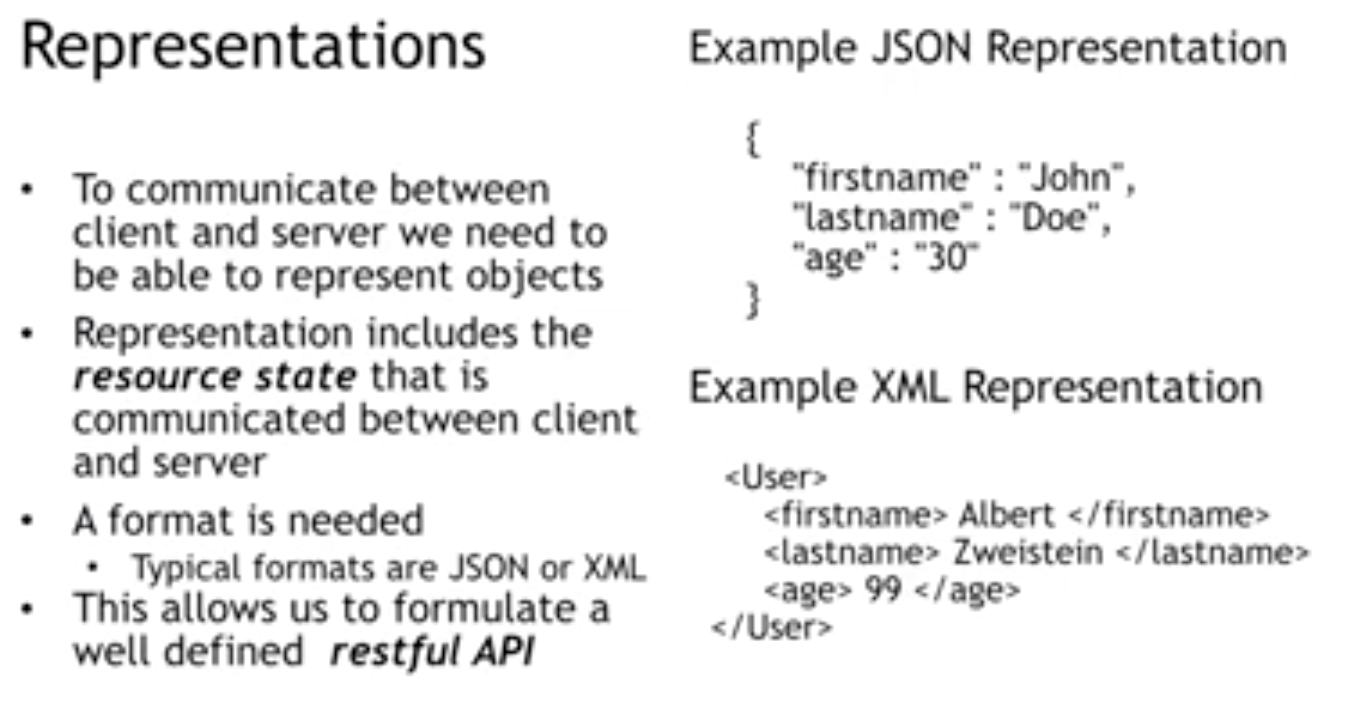 Representations
• To communicate between
client and server we need to
be able to represent objects
• Representation includes the
resource state that is
communicated between client
and server
• A format is needed
• Typical formats are JSON or XML
• This allows us to formulate a
well defined restful API
Example JSON Representation
{
"firstname" : "John",
"lastname" : "Doe",
"age" : "30"
}
Example XML Representation
<User>
<firstname> Albert </firstname>
<lastname> Zweistein </lastname>
<age> 99 </age>
</User>